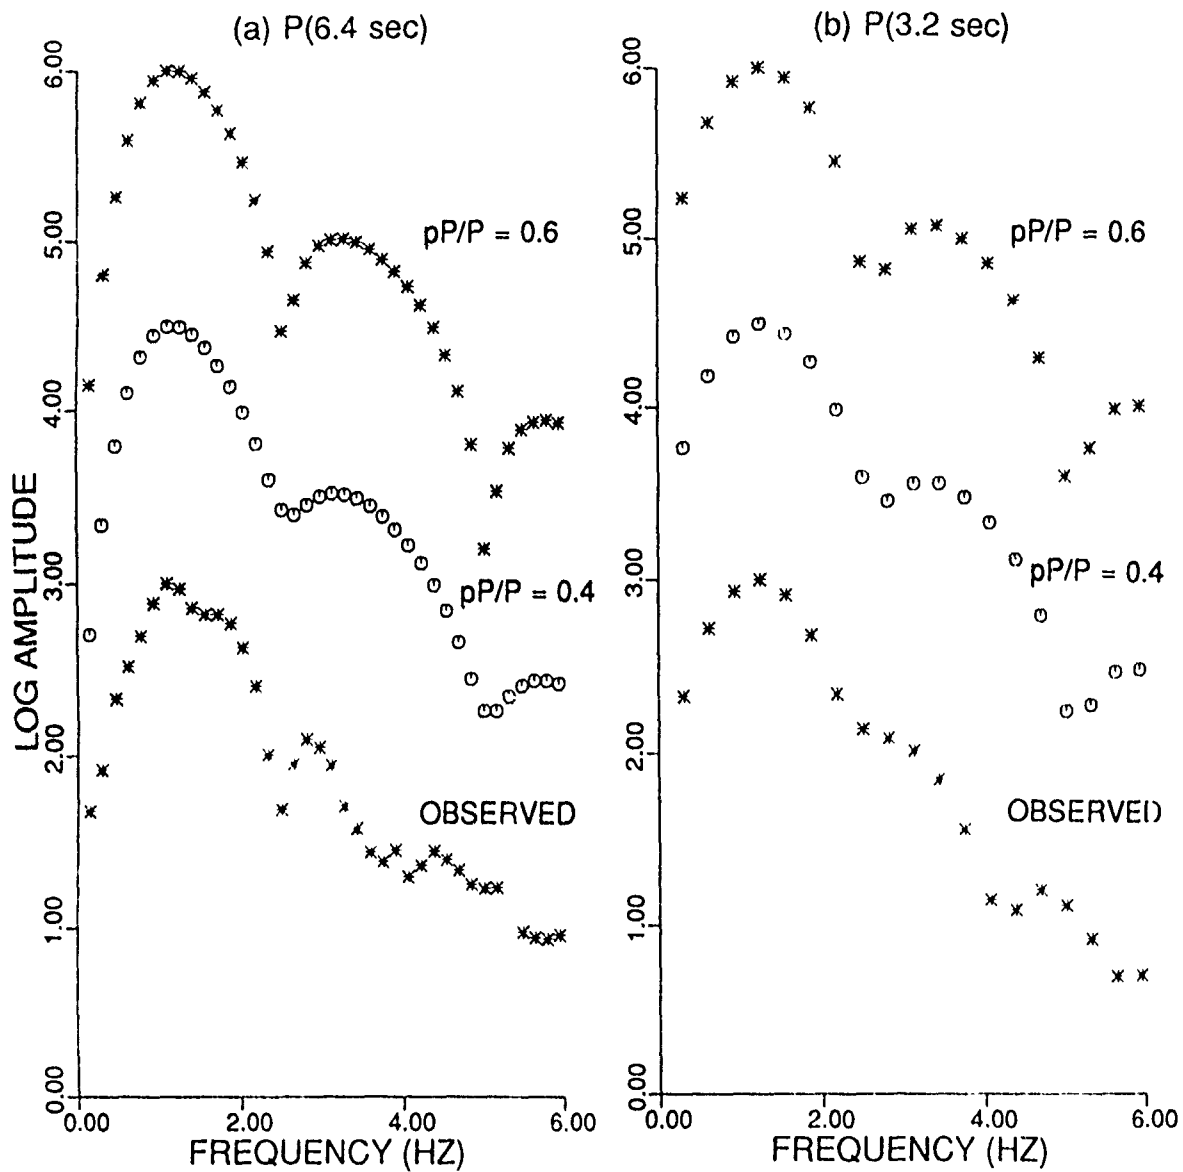 (a) P(6.4 sec)
6.00
5.00
4.00
3.00
2.00
1.00
0.00
LOG AMPLITUDE
pP/P = 0.6
pP/P = 0.4
OBSERVED
0.00 2.00 4.00 6.00
FREQUENCY (HZ)
(b) P(3.2 sec)
6.00
5.00
4.00
3.00
2.00
1.00
0.00
pP/P = 0.6
pP/P = 0.4
OBSERVED
0.00 2.00 4.00 6.00
FREQUENCY (HZ)